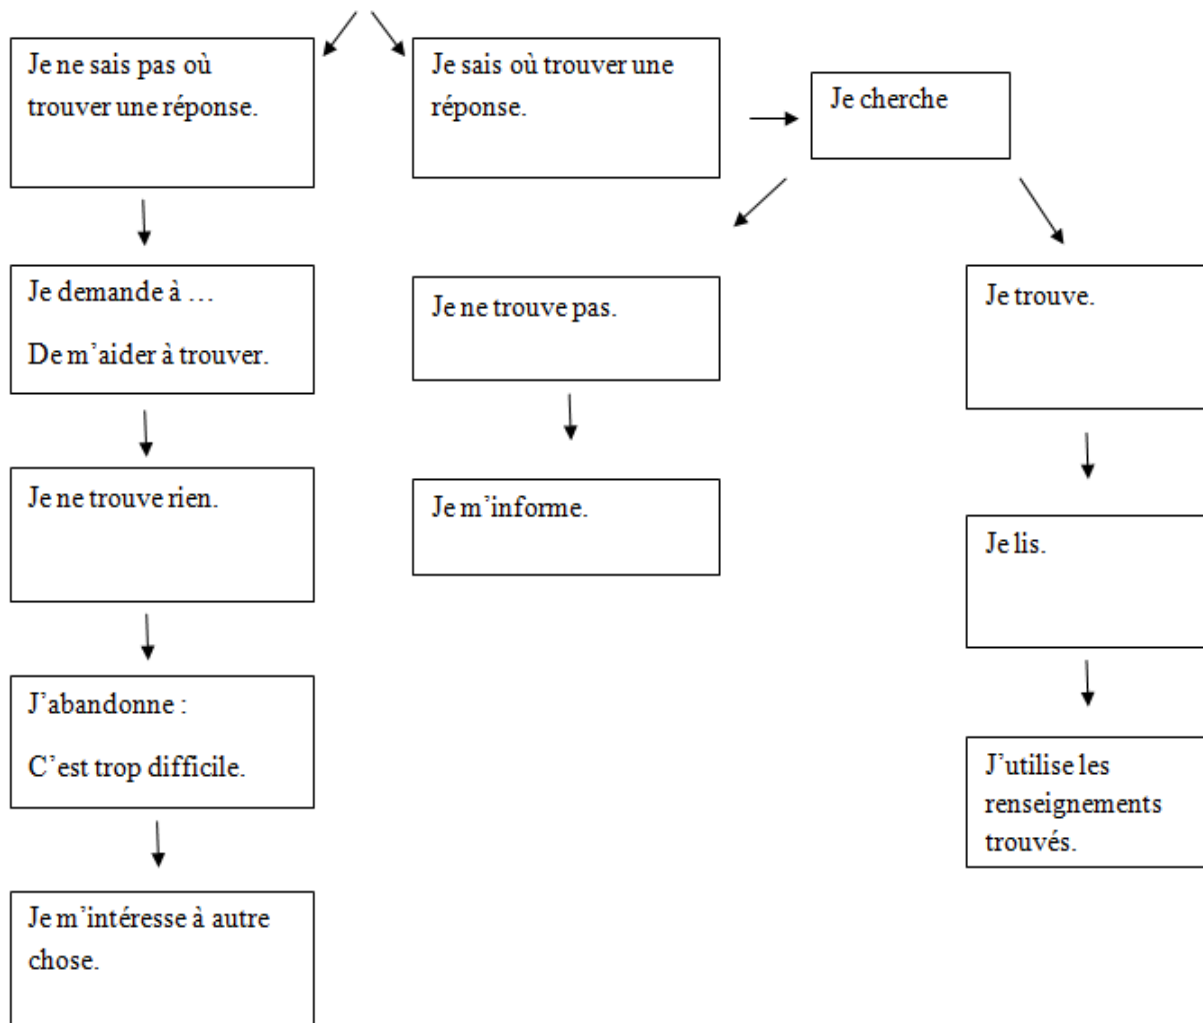 Je ne sais pas où
trouver une réponse.
Je sais où trouver une
réponse.
Je cherche
Je demande à …
De m’aider à trouver.
Je ne trouve pas.
Je trouve.
Je ne trouve rien.
Je m’informe.
Je lis.
J’abandonne :
C’est trop difficile.
J’utilise les
renseignements
trouvés.
Je m’intéresse à autre
chose.